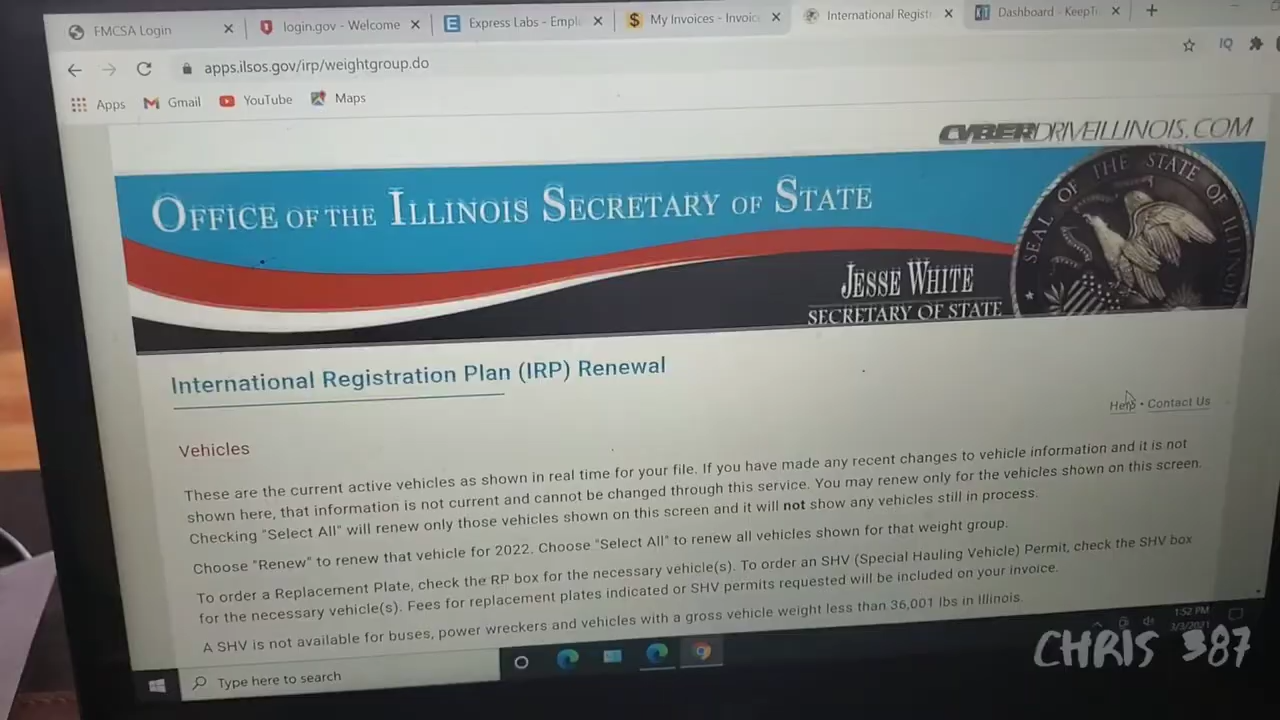 FMCSA Login
login.gov - Welcome
Express Labs - Empl
My Invoices - Invoic
International Regist
Dashboard - KeepTr
apps.ilsos.gov/irp/weightgroup.do
IQ
Apps
Gmail
YouTube
Maps
CYBERDRIVEILLINOIS.COM
OFFICE OF THE ILLINOIS SECRETARY OF STATE
SEAL OF THE STATE OF ILLINOIS
JESSE WHITE
SECRETARY OF STATE
International Registration Plan (IRP) Renewal
Help • Contact Us
Vehicles
These are the current active vehicles as shown in real time for your file. If you have made any recent changes to vehicle information and it is not
shown here, that information is not current and cannot be changed through this service. You may renew only for the vehicles shown on this screen.
Checking "Select All" will renew only those vehicles shown on this screen and it will not show any vehicles still in process.
Choose "Renew" to renew that vehicle for 2022. Choose "Select All" to renew all vehicles shown for that weight group.
To order a Replacement Plate, check the RP box for the necessary vehicle(s). To order an SHV (Special Hauling Vehicle) Permit, check the SHV box
for the necessary vehicle(s). Fees for replacement plates indicated or SHV permits requested will be included on your invoice.
A SHV is not available for buses, power wreckers and vehicles with a gross vehicle weight less than 36,001 lbs in Illinois.
Type here to search
1:52 PM
3/3/2021
CHRIS 387